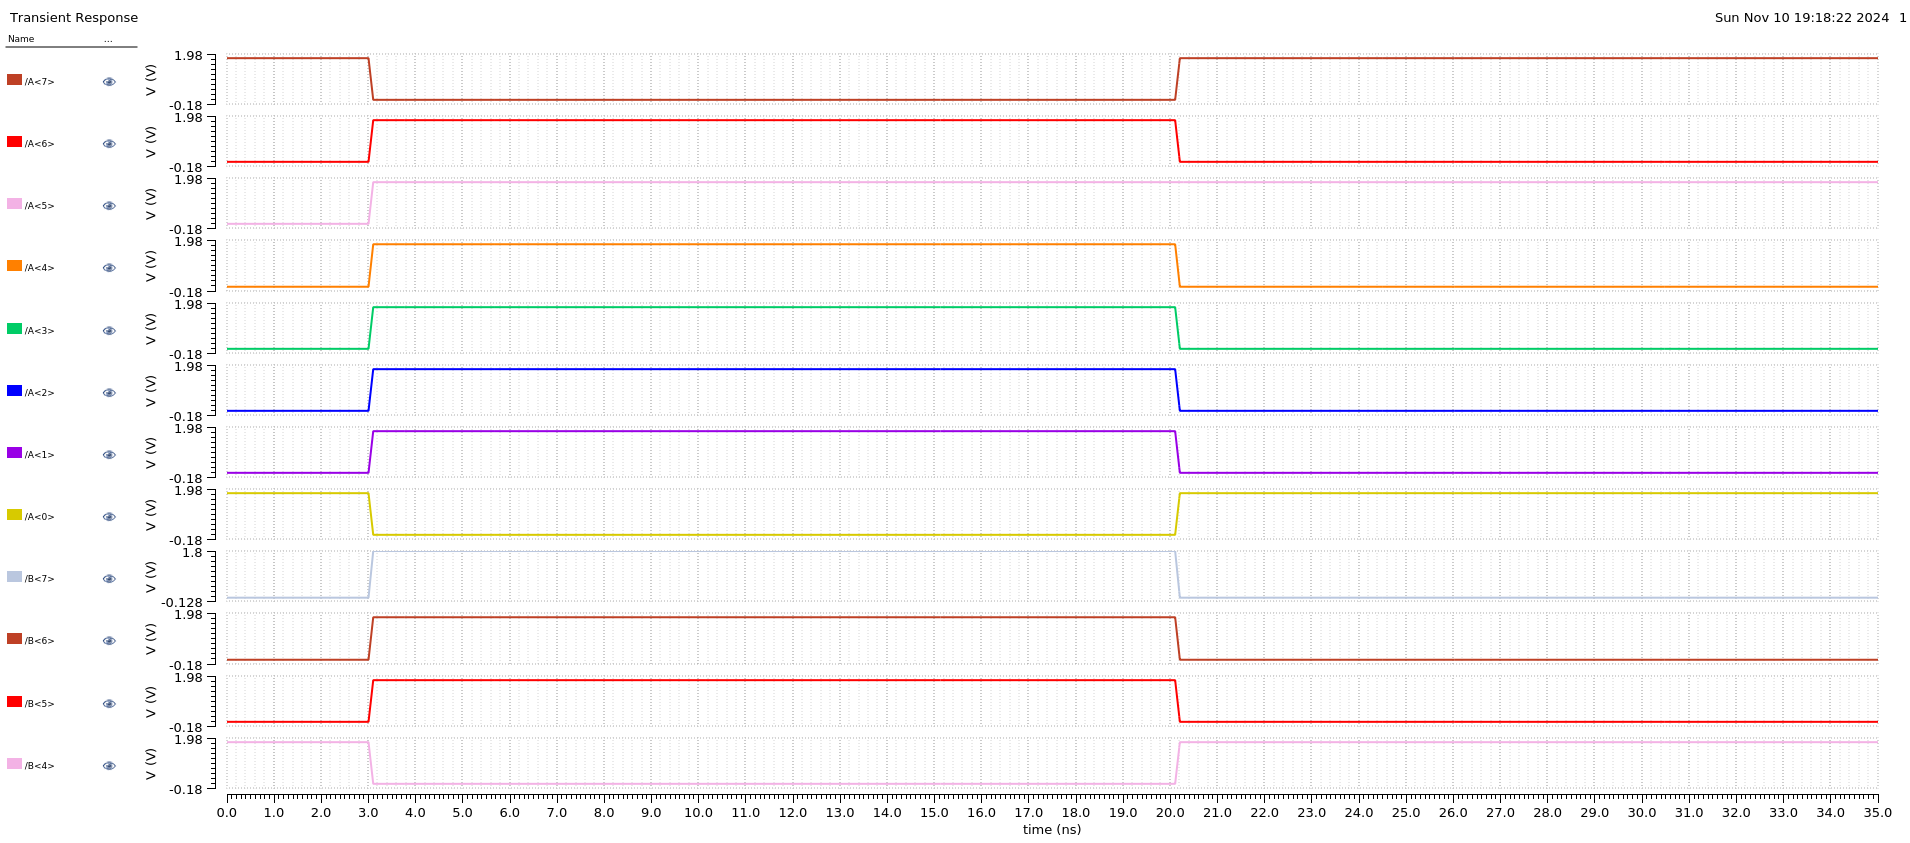 Transient Response
Sun Nov 10 19:18:22 2024 1
Name ...
/A<7>
V (V)
1.98
-0.18
/A<6>
V (V)
1.98
-0.18
/A<5>
V (V)
1.98
-0.18
/A<4>
V (V)
1.98
-0.18
/A<3>
V (V)
1.98
-0.18
/A<2>
V (V)
1.98
-0.18
/A<1>
V (V)
1.98
-0.18
/A<0>
V (V)
1.98
-0.18
/B<7>
V (V)
1.8
-0.128
/B<6>
V (V)
1.98
-0.18
/B<5>
V (V)
1.98
-0.18
/B<4>
V (V)
1.98
-0.18
0.0 1.0 2.0 3.0 4.0 5.0 6.0 7.0 8.0 9.0 10.0 11.0 12.0 13.0 14.0 15.0 16.0 17.0 18.0 19.0 20.0 21.0 22.0 23.0 24.0 25.0 26.0 27.0 28.0 29.0 30.0 31.0 32.0 33.0 34.0 35.0
time (ns)